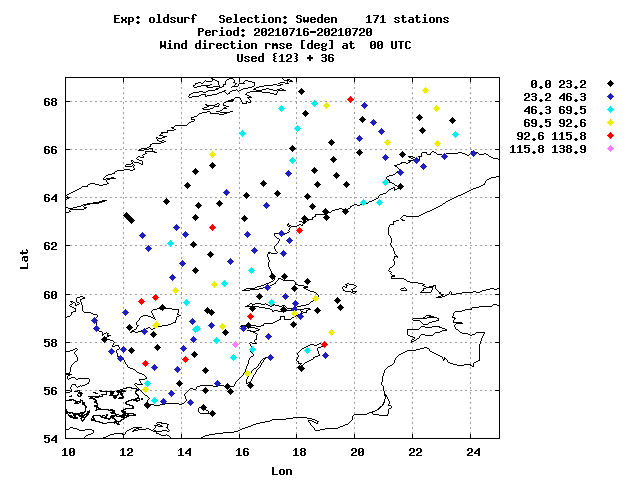 Exp: oldsurf   Selection: Sweden    171 stations
Period: 20210716-20210720
Wind direction rmse [deg] at  00 UTC
Used {12} + 36
0.0 23.2
23.2 46.3
46.3 69.5
69.5 92.6
92.6 115.8
115.8 138.9
68
66
64
62
60
58
56
54
Lat
10 12 14 16 18 20 22 24
Lon